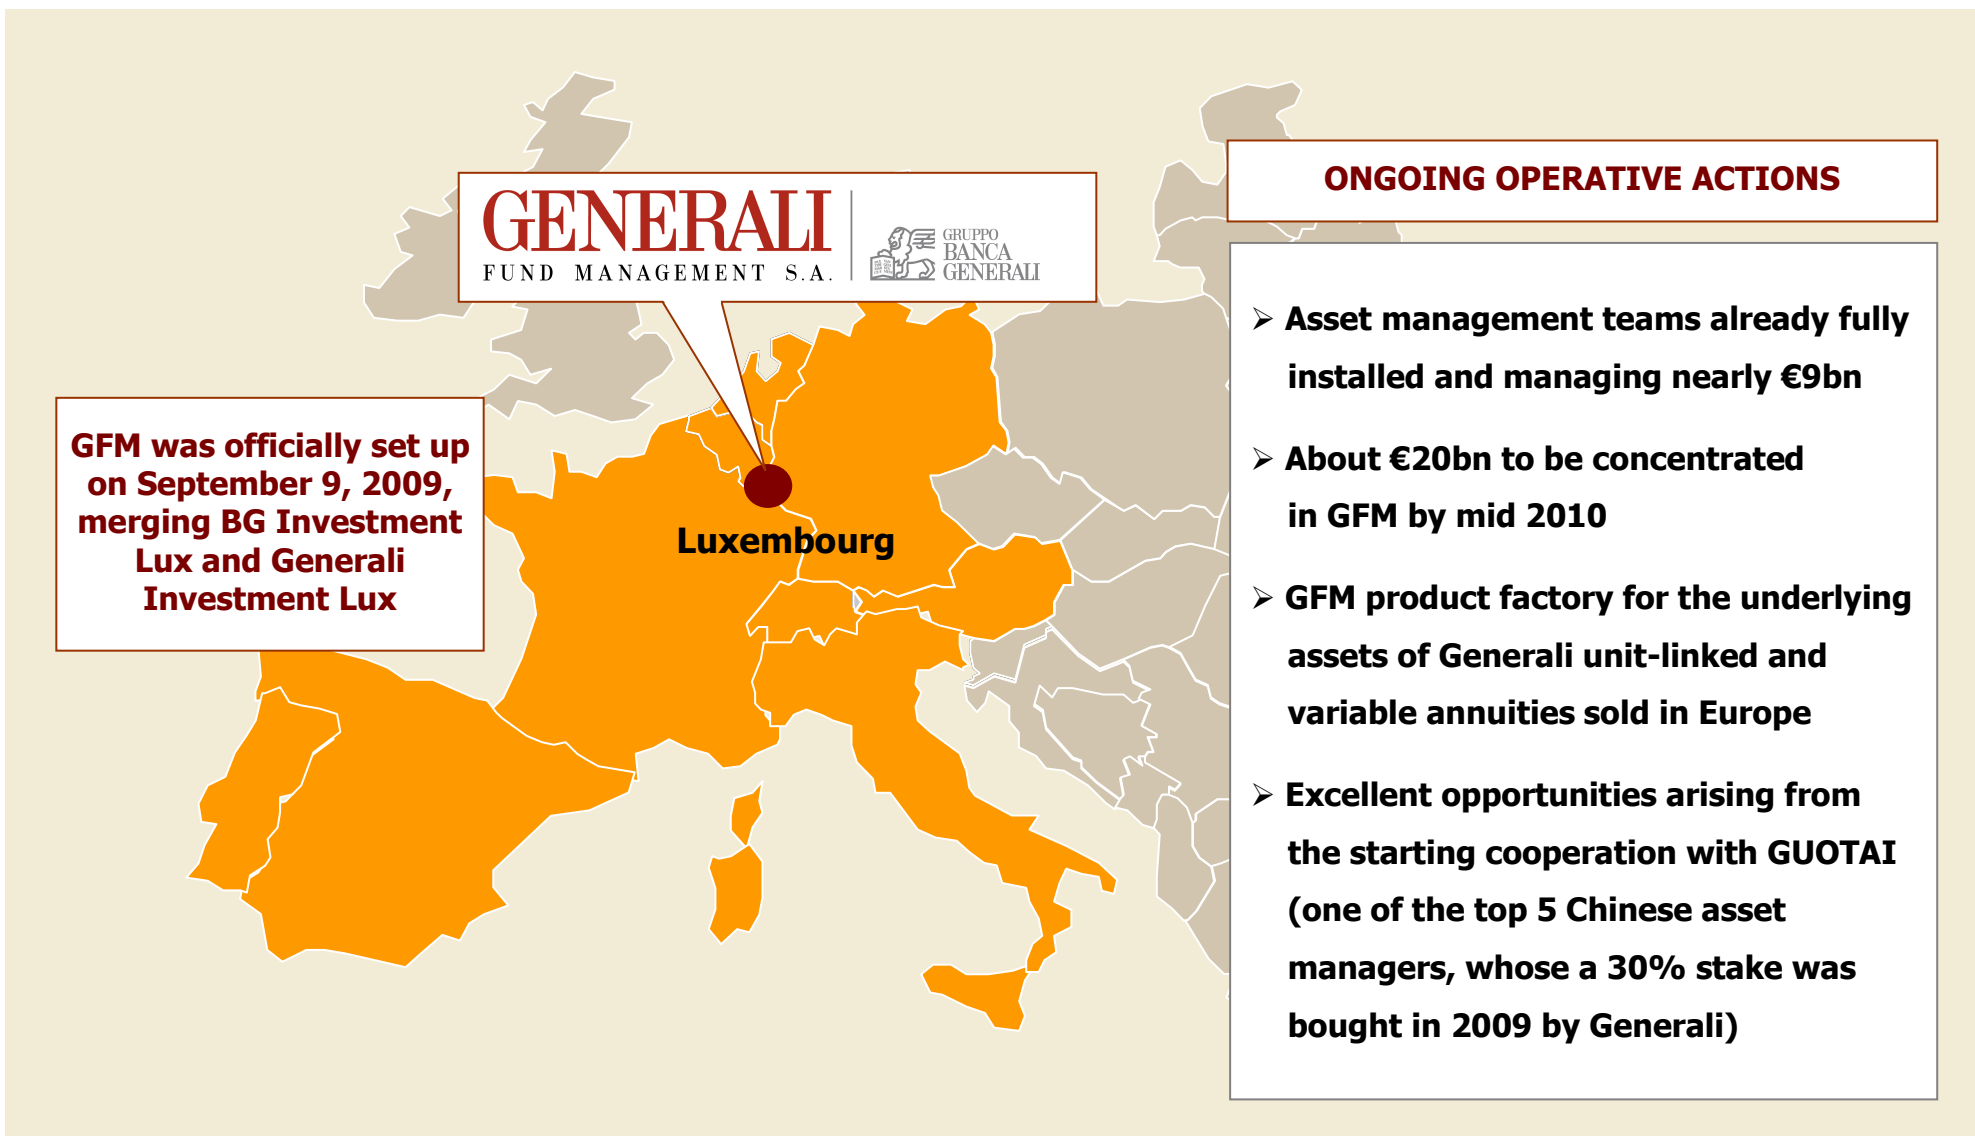 GENERALI
FUND MANAGEMENT S.A.
GRUPPO
BANCA
GENERALI
GFM was officially set up
on September 9, 2009,
merging BG Investment
Lux and Generali
Investment Lux
Luxembourg
ONGOING OPERATIVE ACTIONS
➢ Asset management teams already fully
installed and managing nearly €9bn
➢ About €20bn to be concentrated
in GFM by mid 2010
➢ GFM product factory for the underlying
assets of Generali unit-linked and
variable annuities sold in Europe
➢ Excellent opportunities arising from
the starting cooperation with GUOTAI
(one of the top 5 Chinese asset
managers, whose a 30% stake was
bought in 2009 by Generali)